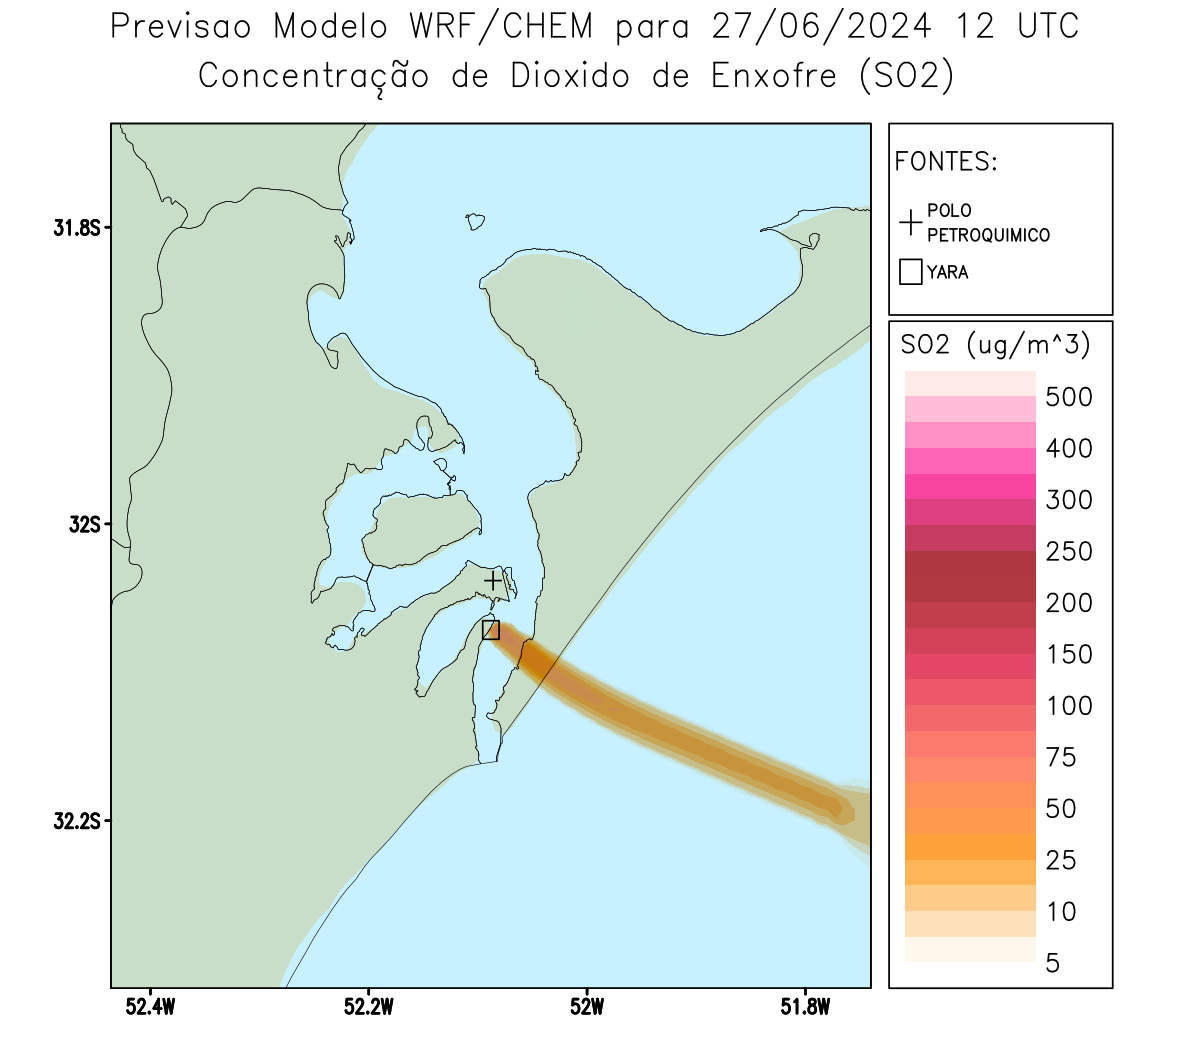 Previsao Modelo WRF/CHEM para 27/06/2024 12 UTC
Concentração de Dioxido de Enxofre (SO2)
FONTES:
POLO
PETROQUIMICO
YARA
SO2 (ug/m^3)
500
400
300
250
200
150
100
75
50
25
10
5
31.8S
32S
32.2S
52.4W
52.2W
52W
51.8W